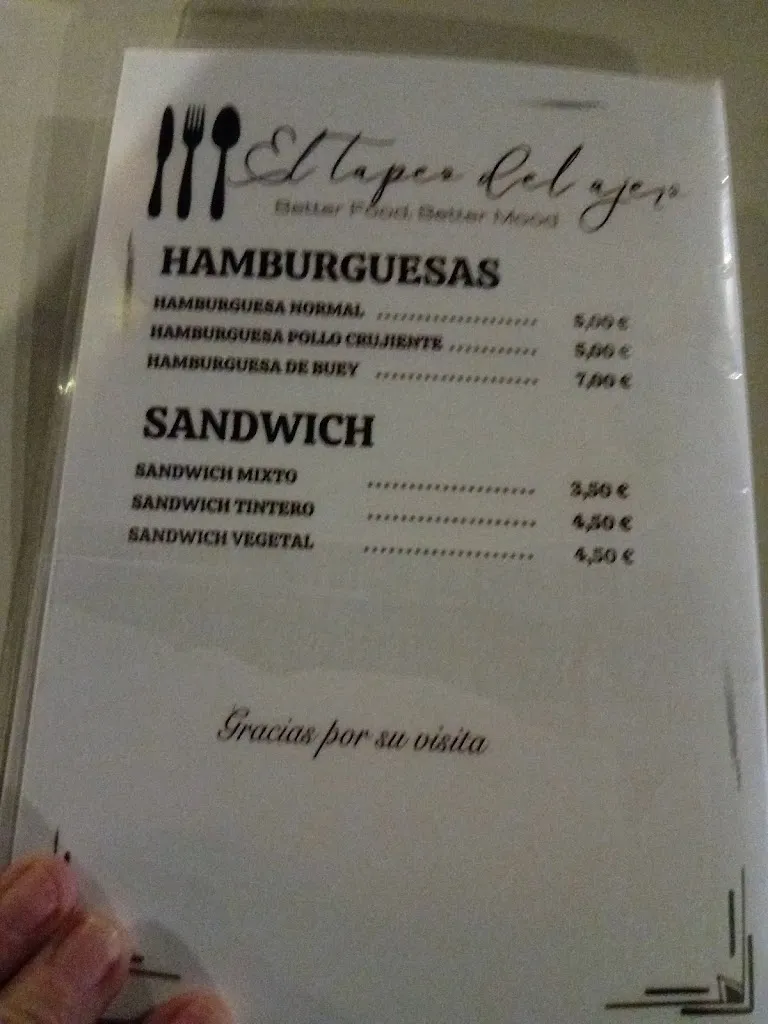 El tapeo del ajero
Better Food, Better Mood
HAMBURGUESAS
HAMBURGUESA NORMAL ........................ 5,00 €
HAMBURGUESA POLLO CRUJIENTE ............. 5,00 €
HAMBURGUESA DE BUEY ........................ 7,00 €
SANDWICH
SANDWICH MIXTO ........................ 3,50 €
SANDWICH TINTERO ........................ 4,50 €
SANDWICH VEGETAL ........................ 4,50 €
Gracias por su visita